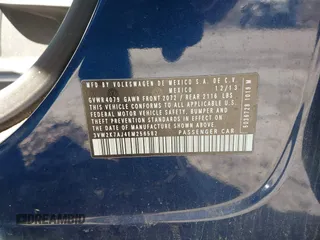 MFD BY VOLKSWAGEN DE MEXICO S.A. DE C.V.
MEXICO 12/13
GVWR 4079 GAWR FRONT 2072 / REAR 2116 LBS
THIS VEHICLE CONFORMS TO ALL APPLICABLE U.S.
FEDERAL MOTOR VEHICLE SAFETY, BUMPER, AND
THEFT PREVENTION STANDARDS IN EFFECT ON
THE DATE OF MANUFACTURE SHOWN ABOVE.
PASSENGER CAR
DREAMBID